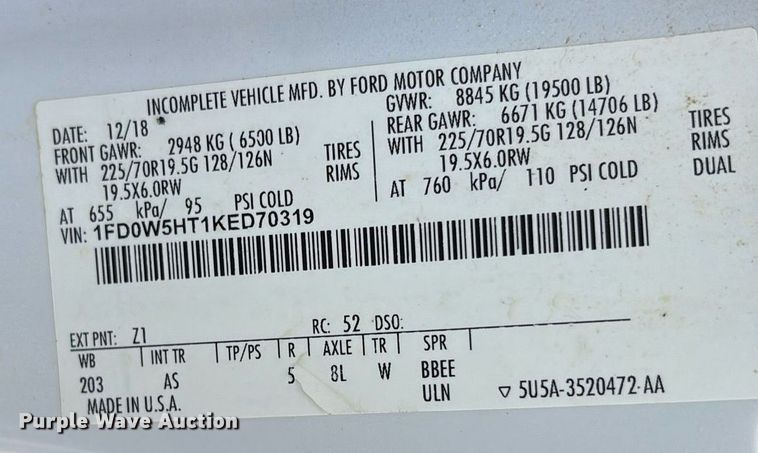 INCOMPLETE VEHICLE MFD. BY FORD MOTOR COMPANY
DATE: 12/18
GVWR: 8845 KG (19500 LB)
FRONT GAWR: 2948 KG ( 6500 LB)
REAR GAWR: 6671 KG (14706 LB)
WITH 225/70R19.5G 128/126N TIRES
WITH 225/70R19.5G 128/126N TIRES
19.5X6.0RW RIMS
19.5X6.0RW RIMS
AT 655 kPa/ 95 PSI COLD
AT 760 kPa/ 110 PSI COLD DUAL
VIN: 1FD0W5HT1KED70319
EXT PNT: Z1 RC: 52 DSO:
WB INT TR TP/PS R AXLE TR SPR
203 AS 5 8L W BBEE
MADE IN U.S.A. ULN 5U5A-3520472-AA
Purple Wave Auction